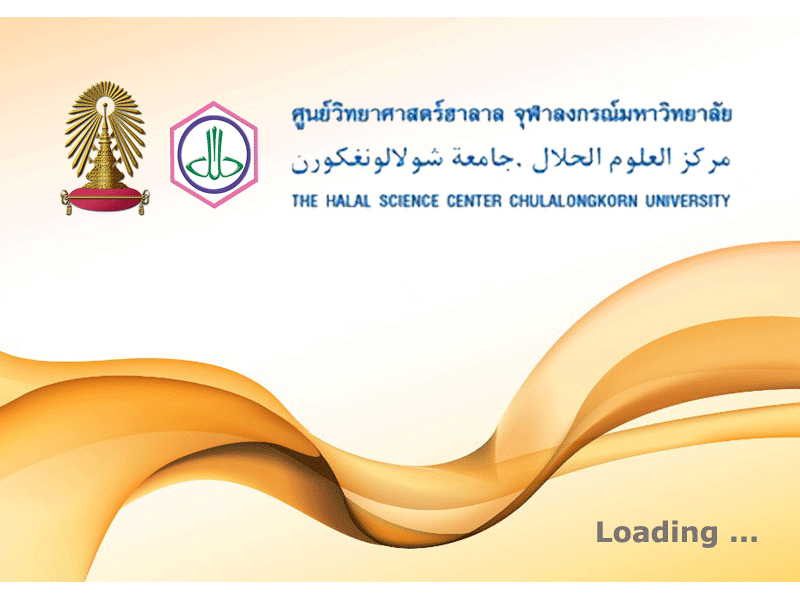 ศูนย์วิทยาศาสตร์ฮาลาล จุฬาลงกรณ์มหาวิทยาลัย
مركز العلوم الحلال .جامعة شولالونغكورن
THE HALAL SCIENCE CENTER CHULALONGKORN UNIVERSITY
Loading ...